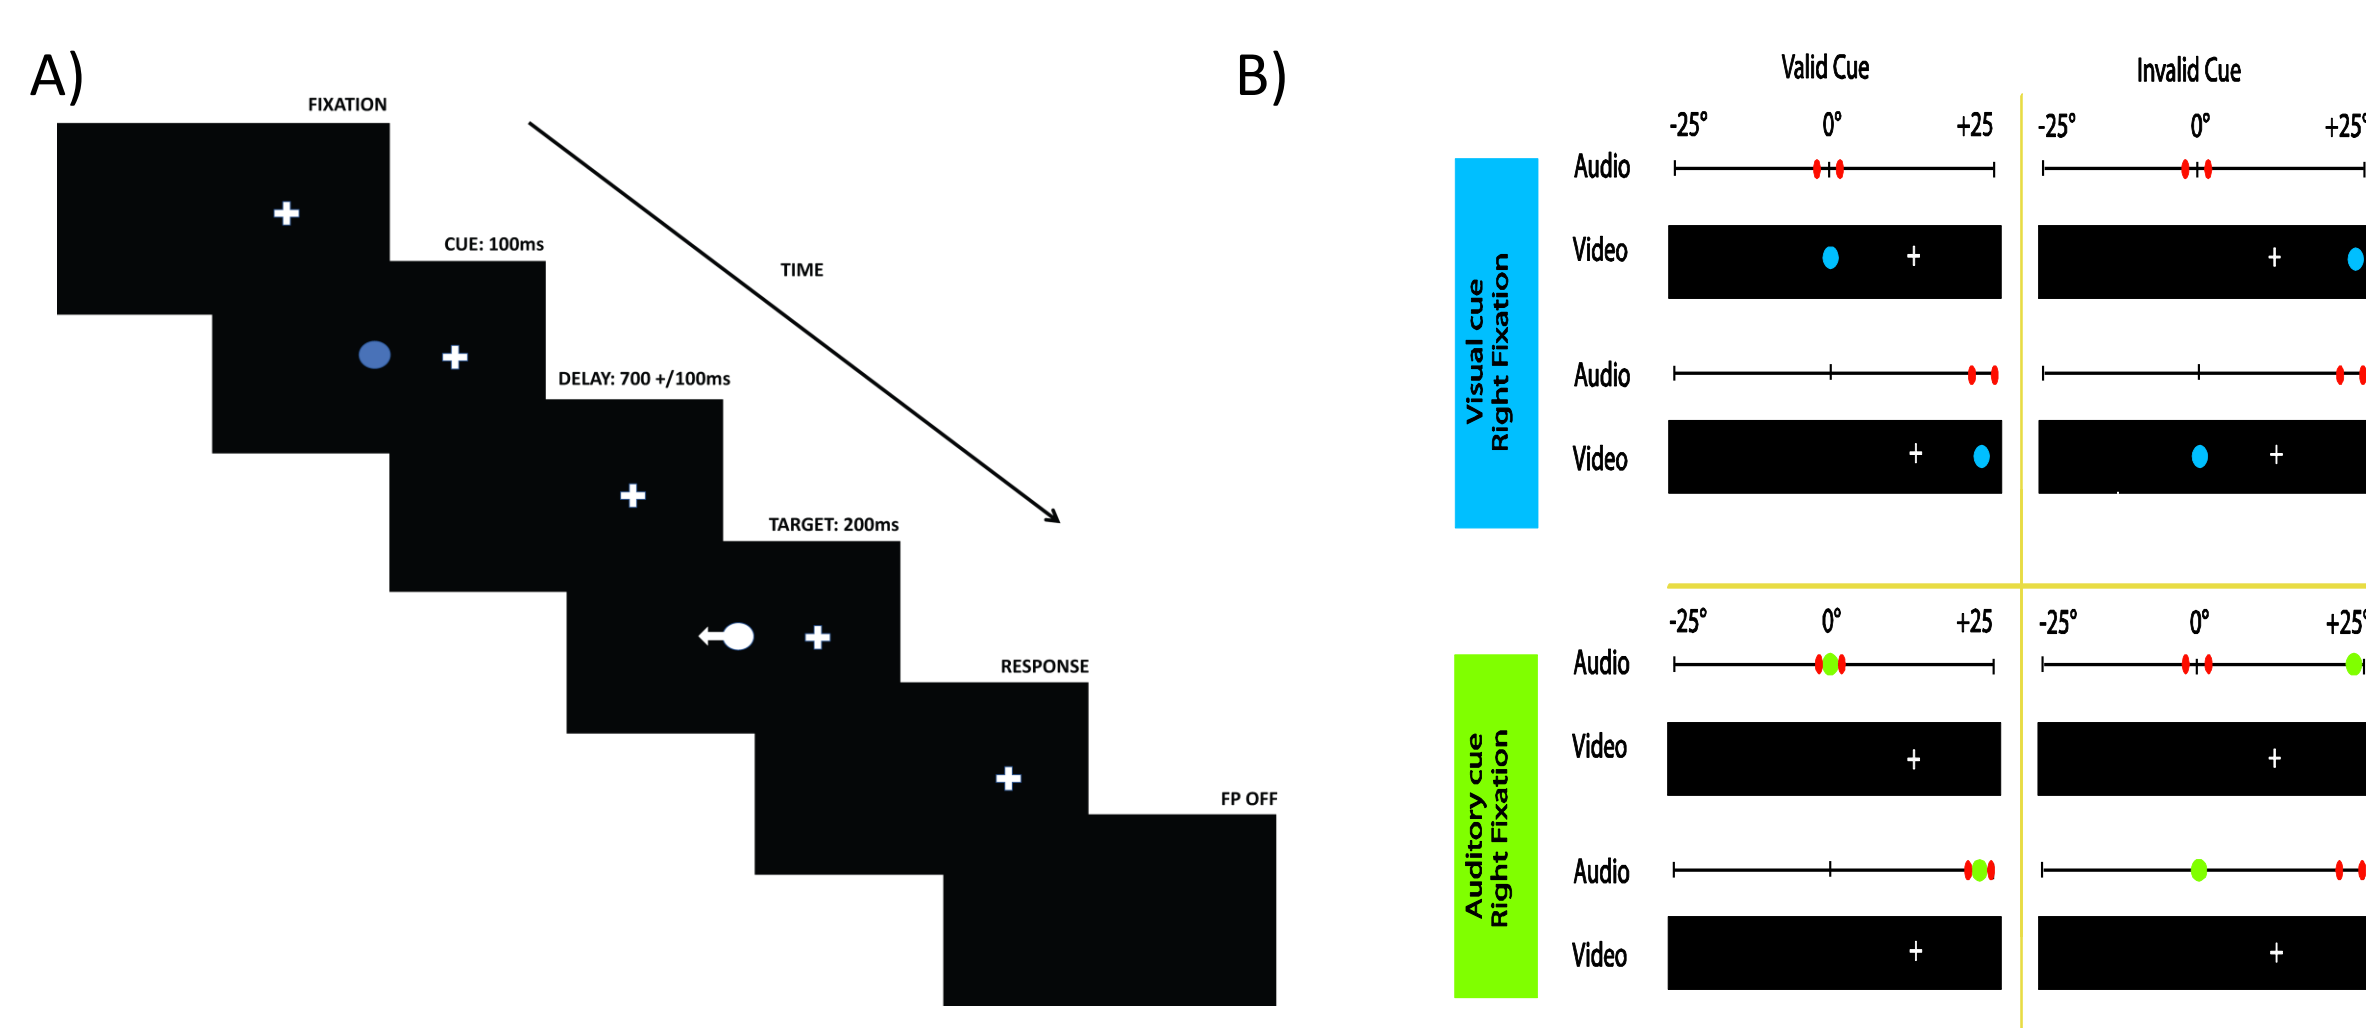 A)
FIXATION
CUE: 100ms
DELAY: 700 +/100ms
TARGET: 200ms
RESPONSE
FP OFF
TIME
B)
Valid Cue
Invalid Cue
-25° 0° +25
-25° 0° +25°
Visual cue
Right Fixation
Audio
Video
Audio
Video
-25° 0° +25
-25° 0° +25°
Auditory cue
Right Fixation
Audio
Video
Audio
Video